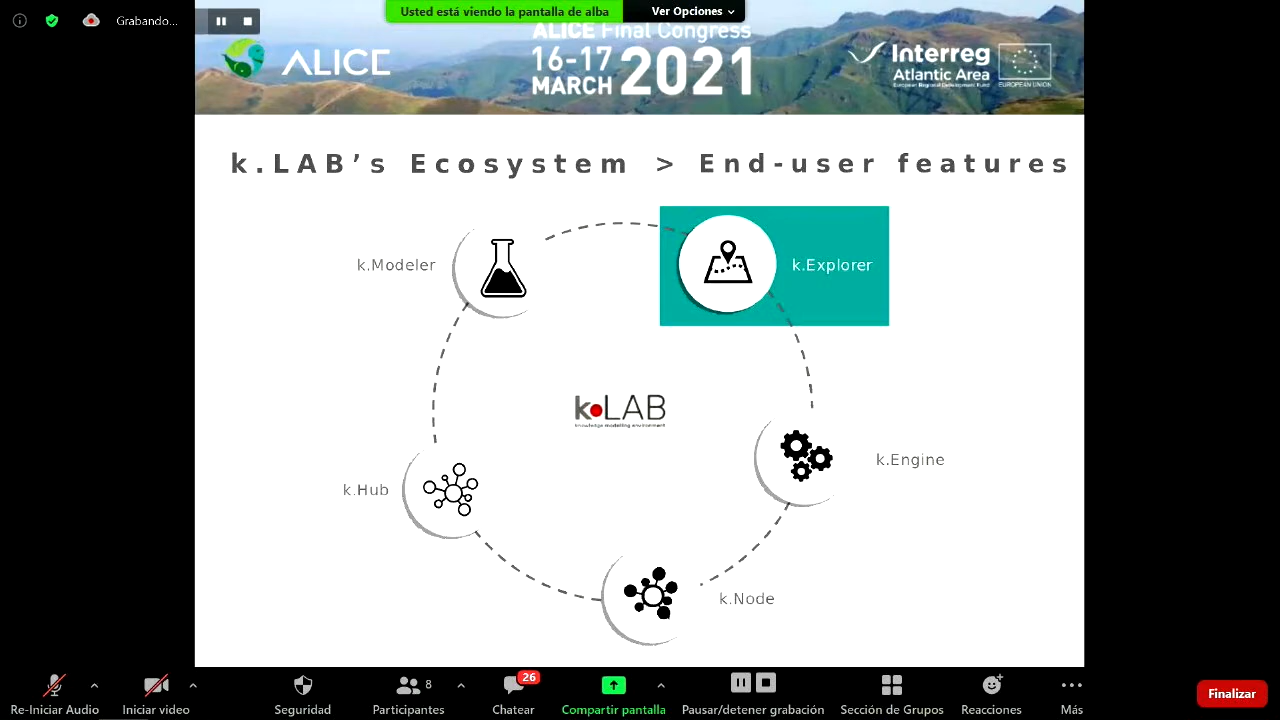 Grabando...
Usted está viendo la pantalla de alba
Ver Opciones
ALICE
ALICE Final Congress
16-17
MARCH 2021
Interreg
Atlantic Area
European Regional Development Fund
EUROPEAN UNION
k.LAB’s Ecosystem > End-user features
k.Modeler
k.Explorer
k.LAB
knowledge modelling environment
k.Engine
k.Hub
k.Node
26
8
Re-Iniciar Audio
Iniciar video
Seguridad
Participantes
Chatear
Compartir pantalla
Pausar/detener grabación
Sección de Grupos
Reacciones
Más
Finalizar